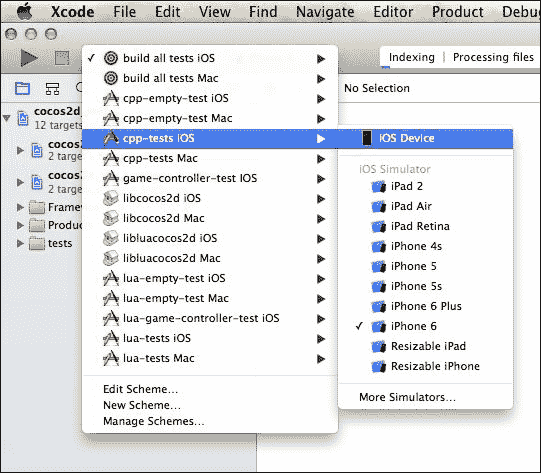 Xcode File Edit View Find Navigate Editor Product Debu
Indexing | Processing files
No Selection
build all tests iOS
build all tests Mac
cpp-empty-test iOS
cpp-empty-test Mac
cpp-tests iOS
cpp-tests Mac
game-controller-test iOS
libcocos2d iOS
libcocos2d Mac
libluacocos2d iOS
libluacocos2d Mac
lua-empty-test iOS
lua-empty-test Mac
lua-game-controller-test iOS
lua-tests iOS
lua-tests Mac
Edit Scheme...
New Scheme...
Manage Schemes...
iOS Device
iOS Simulator
iPad 2
iPad Air
iPad Retina
iPhone 4s
iPhone 5
iPhone 5s
iPhone 6 Plus
iPhone 6
Resizable iPad
Resizable iPhone
More Simulators...
cocos2d_
12 targets
cocos2
2 targe
cocos2
2 targe
Framew
Produc
tests